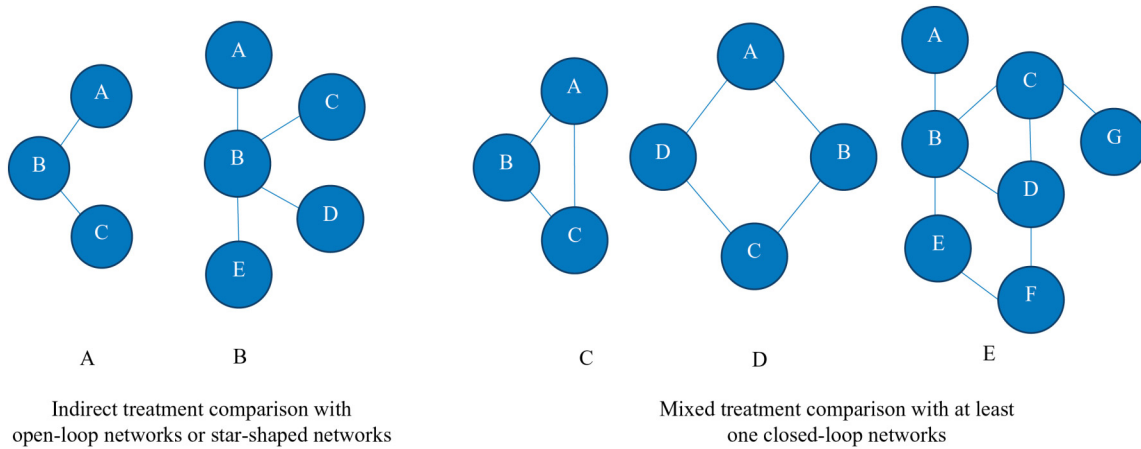 A
B
C
A
C
B
D
E
A
B
C
A
D
B
C
A
C
B
G
D
E
F
A
B
C
D
E
Indirect treatment comparison with
open-loop networks or star-shaped networks
Mixed treatment comparison with at least
one closed-loop networks